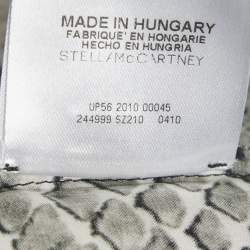 MADE IN HUNGARY
FABRIQUÉ EN HONGARIE
HECHO EN HUNGRIA
STELLA McCARTNEY
UP56 2010 00045
244999 SZ210 0410